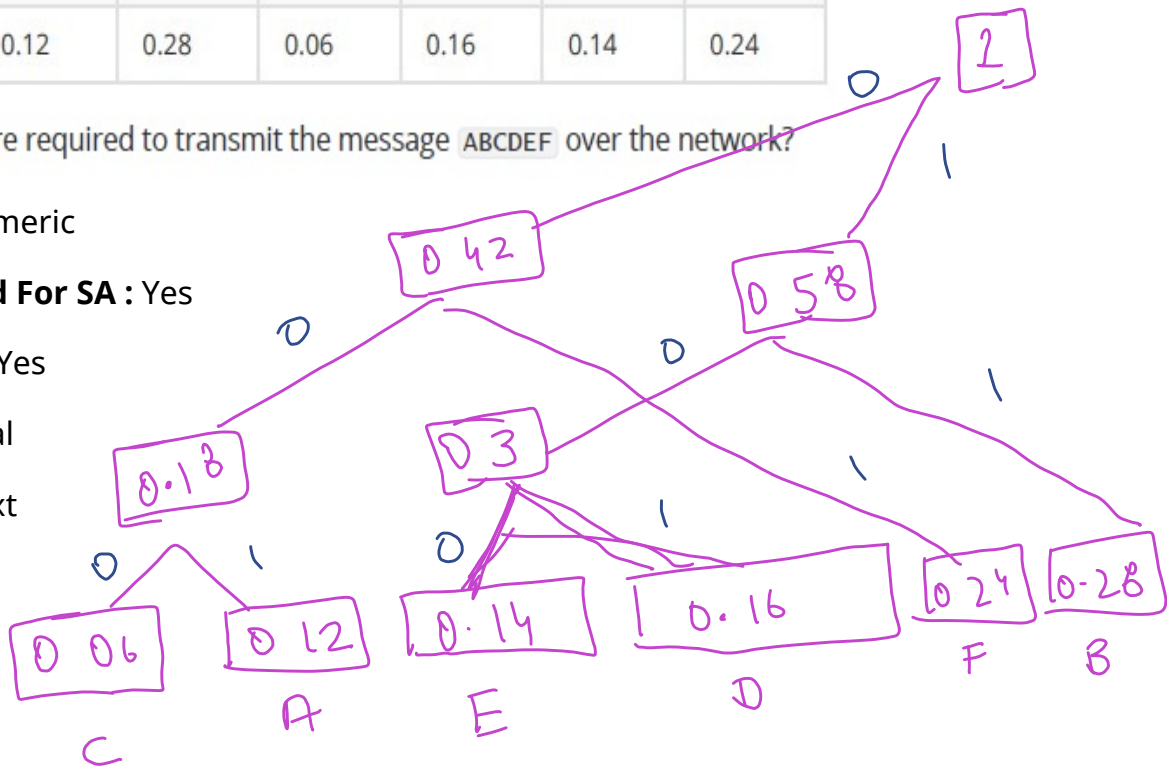 0.12 0.28 0.06 0.16 0.14 0.24
1
0
re required to transmit the message ABCDEF over the network?
1
meric
0 42
0 58
d For SA : Yes
0
0
Yes
1
al
0.18
0 3
1
xt
1
0
1
0
0 06
0 12
0.14
0.16
0 24
0.28
C
A
E
D
F
B